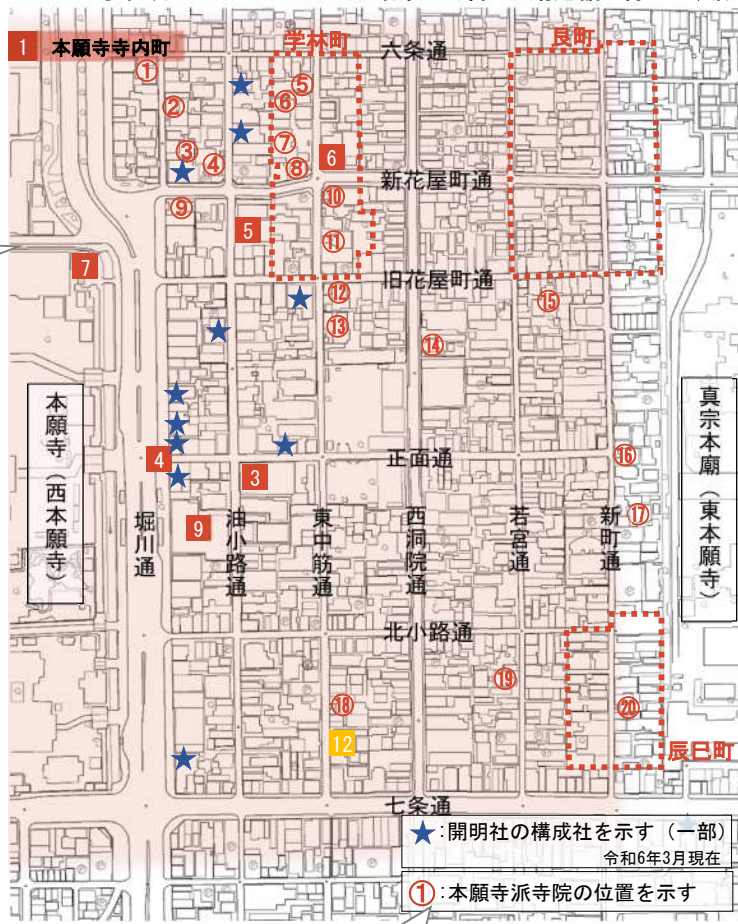 1 本願寺寺内町
学林町
艮町
六条通
①
②
③
④
⑤
⑥
⑦
⑧
6
新花屋町通
⑨
⑩
5
⑪
7
旧花屋町通
⑫
⑬
⑭
⑮
本願寺（西本願寺）
真宗本廟（東本願寺）
4
正面通
⑯
3
⑰
9
堀川通
油小路通
東中筋通
西洞院通
若宮通
新町通
北小路通
⑱
⑲
⑳
12
辰巳町
七条通
★:開明社の構成社を示す（一部）
令和6年3月現在
①:本願寺派寺院の位置を示す